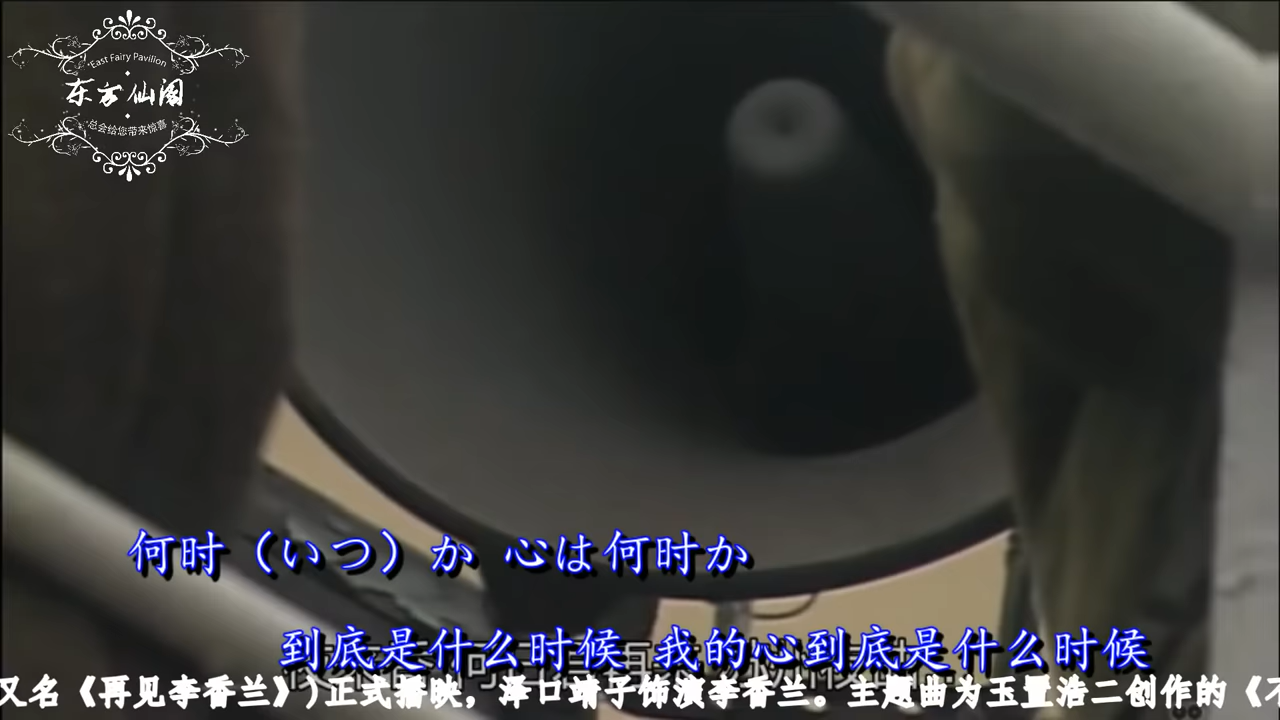 East Fairy Pavilion
东方仙阁
总会给您带来惊喜
何时（いつ）か 心は何时か
到底是什么时候 我的心到底是什么时候
又名《再见李香兰》)正式播映，泽口靖子饰演李香兰。主题曲为玉置浩二创作的《不